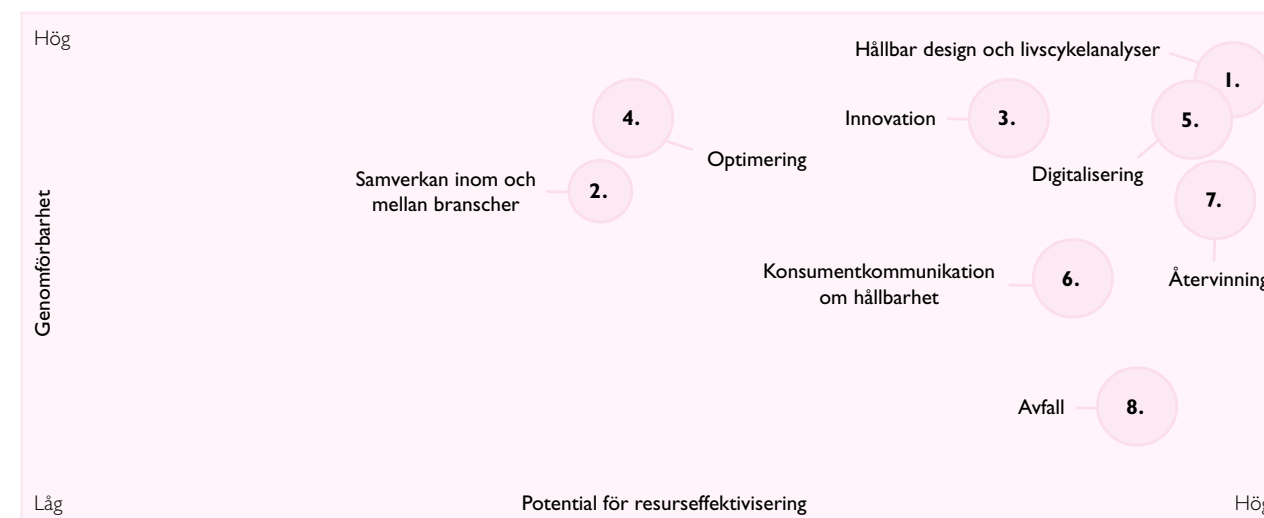 Hög
Hållbar design och livscykelanalyser
1.
4.
Innovation
3.
5.
Optimering
Digitalisering
Samverkan inom och
mellan branscher
2.
7.
Genomförbarhet
Konsumentkommunikation
om hållbarhet
6.
Återvinning
Avfall
8.
Låg
Potential för resurseffektivisering
Hög